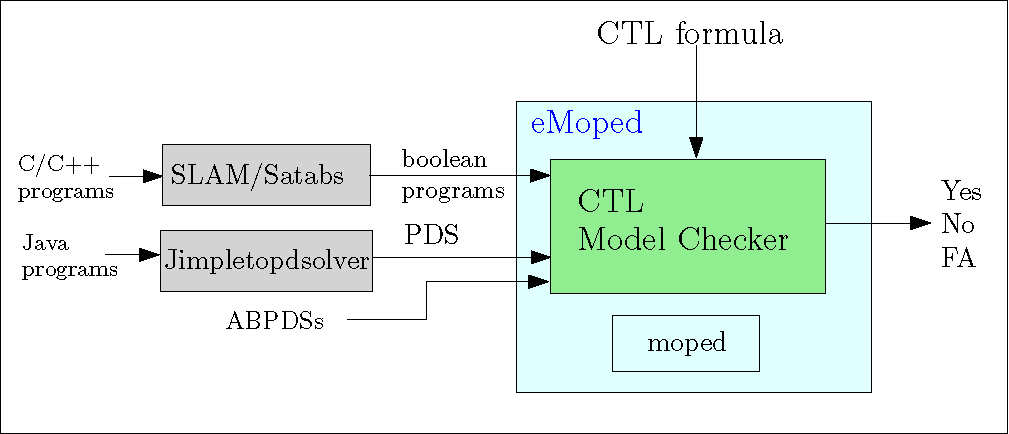 CTL formula
eMoped
C/C++
programs
SLAM/Satabs
boolean
programs
CTL
Model Checker
Yes
No
FA
Java
programs
Jimpletopdsolver
PDS
ABPDSs
moped